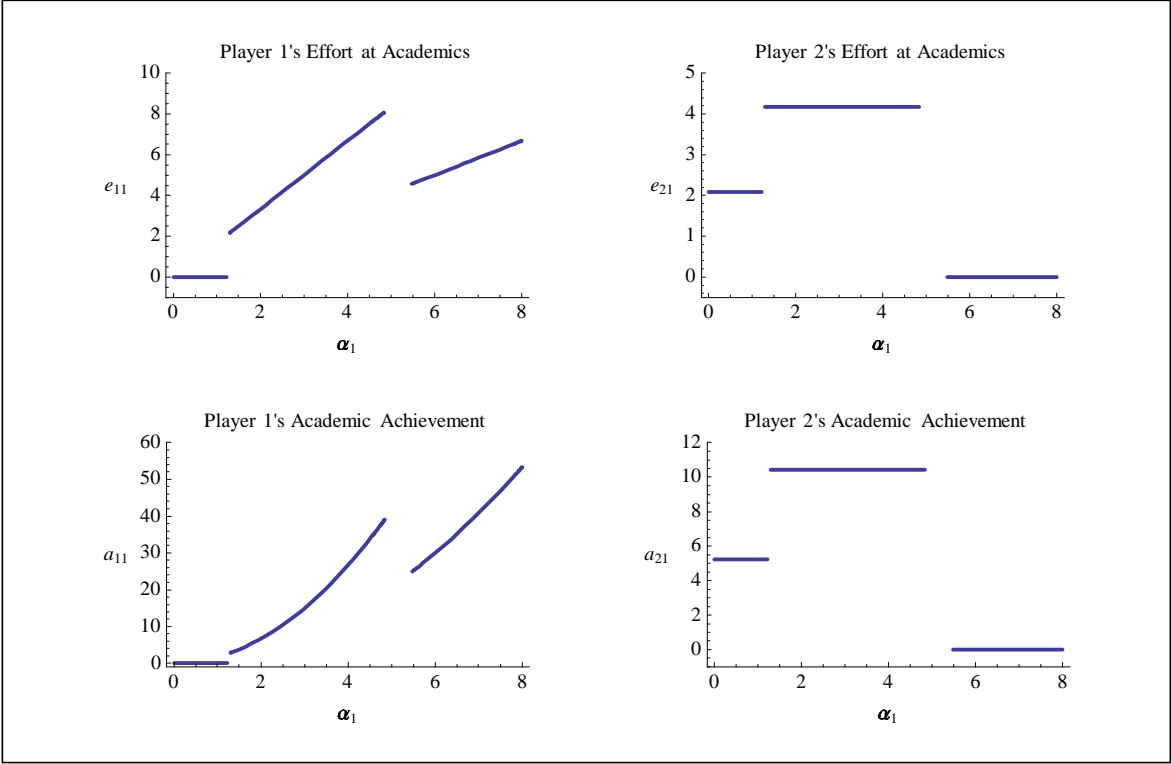 Player 1's Effort at Academics
10
8
6
4
2
0
e11
0 2 4 6 8
α1
Player 2's Effort at Academics
5
4
3
2
1
0
e21
0 2 4 6 8
α1
Player 1's Academic Achievement
60
50
40
30
20
10
0
a11
0 2 4 6 8
α1
Player 2's Academic Achievement
12
10
8
6
4
2
0
a21
0 2 4 6 8
α1